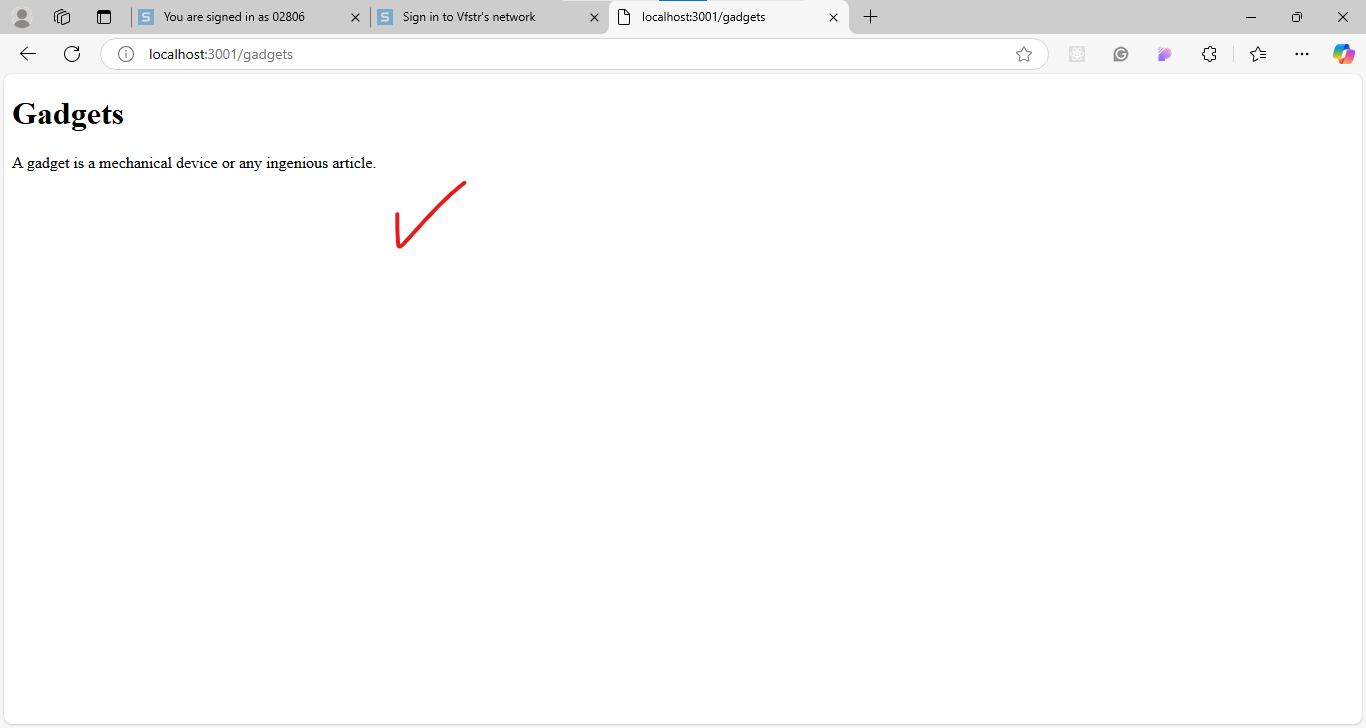 You are signed in as 02806
Sign in to Vfstr's network
localhost:3001/gadgets
localhost:3001/gadgets
Gadgets
A gadget is a mechanical device or any ingenious article.